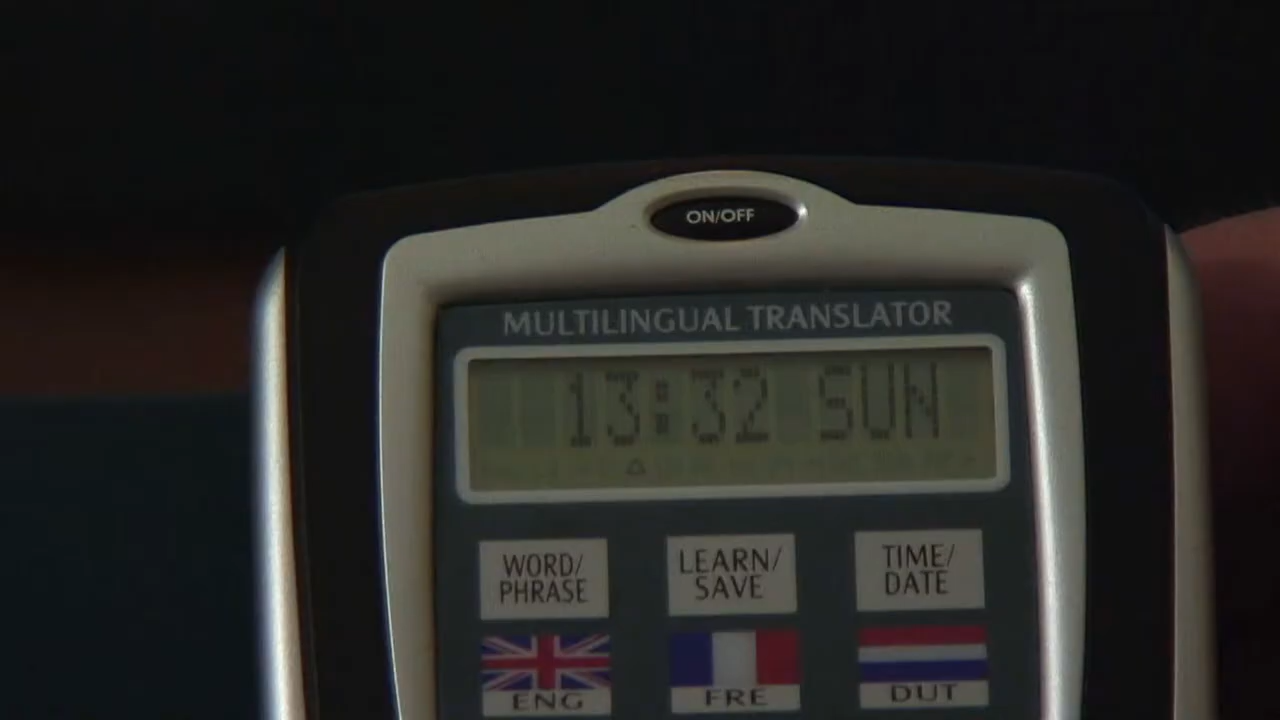 ON/OFF
MULTILINGUAL TRANSLATOR
13:32 SUN
WORD/
PHRASE
LEARN/
SAVE
TIME/
DATE
ENG
FRE
DUT